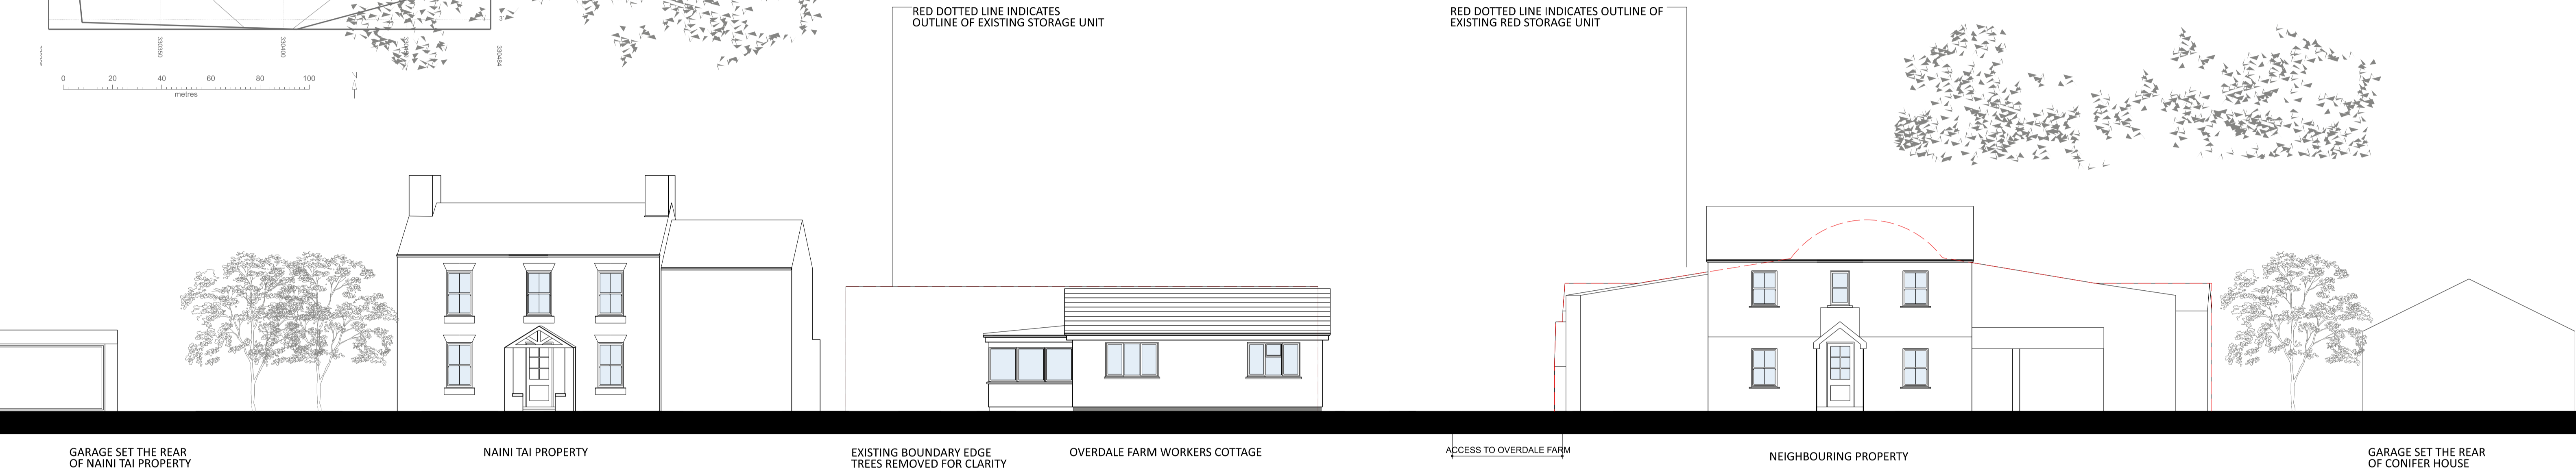 RED DOTTED LINE INDICATES
OUTLINE OF EXISTING STORAGE UNIT
RED DOTTED LINE INDICATES OUTLINE OF
EXISTING RED STORAGE UNIT
330350
330400
330484
0 20 40 60 80 100
metres
N
GARAGE SET THE REAR
OF NAINI TAI PROPERTY
NAINI TAI PROPERTY
EXISTING BOUNDARY EDGE
TREES REMOVED FOR CLARITY
OVERDALE FARM WORKERS COTTAGE
ACCESS TO OVERDALE FARM
NEIGHBOURING PROPERTY
GARAGE SET THE REAR
OF CONIFER HOUSE